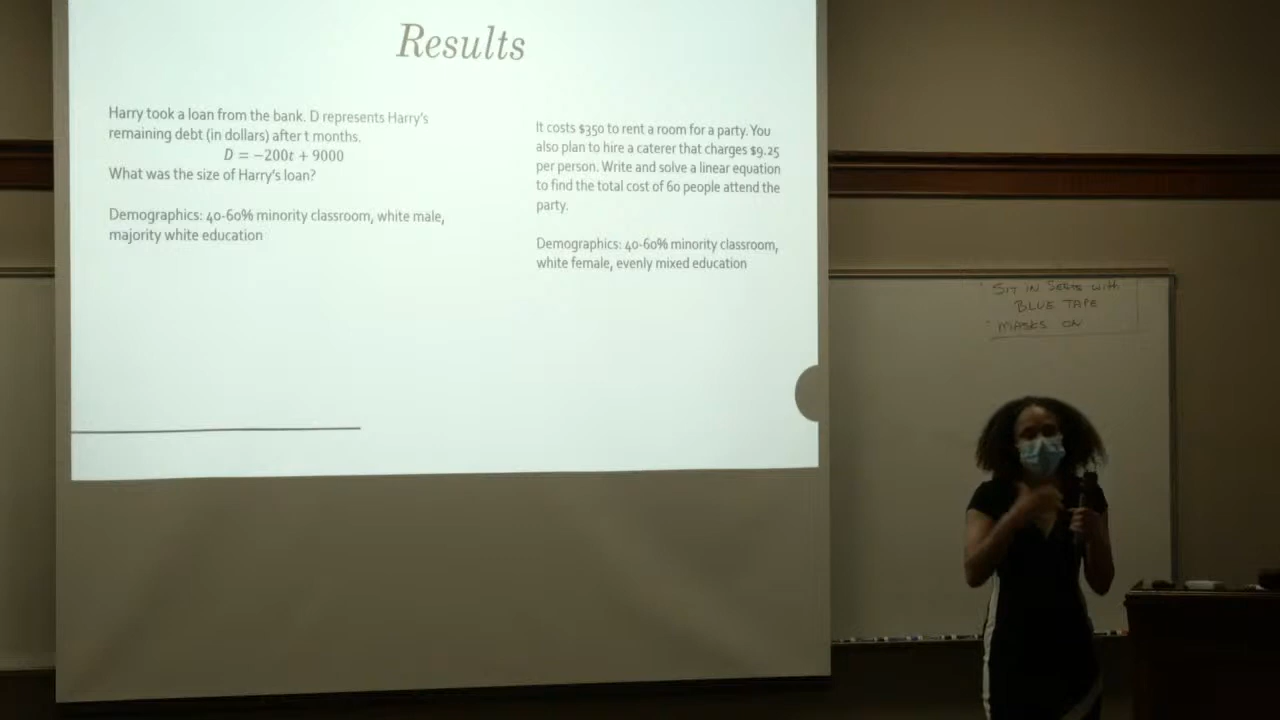 Results
Harry took a loan from the bank. D represents Harry's
remaining debt (in dollars) after t months.
D = −200t + 9000
What was the size of Harry's loan?
Demographics: 40-60% minority classroom, white male,
majority white education
It costs $350 to rent a room for a party. You
also plan to hire a caterer that charges $9.25
per person. Write and solve a linear equation
to find the total cost of 60 people attend the
party.
Demographics: 40-60% minority classroom,
white female, evenly mixed education
· SIT IN SEETS WITH
BLUE TAPE
· MASKS ON